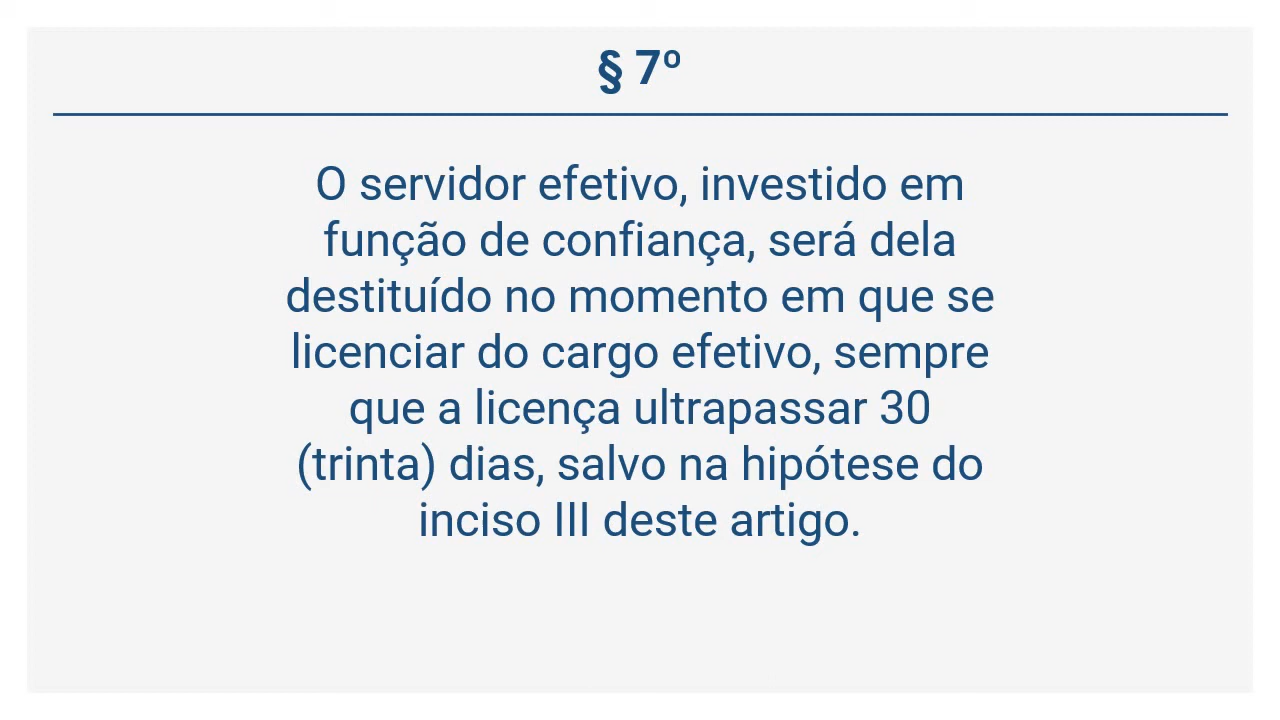 § 7º
O servidor efetivo, investido em
função de confiança, será dela
destituído no momento em que se
licenciar do cargo efetivo, sempre
que a licença ultrapassar 30
(trinta) dias, salvo na hipótese do
inciso III deste artigo.